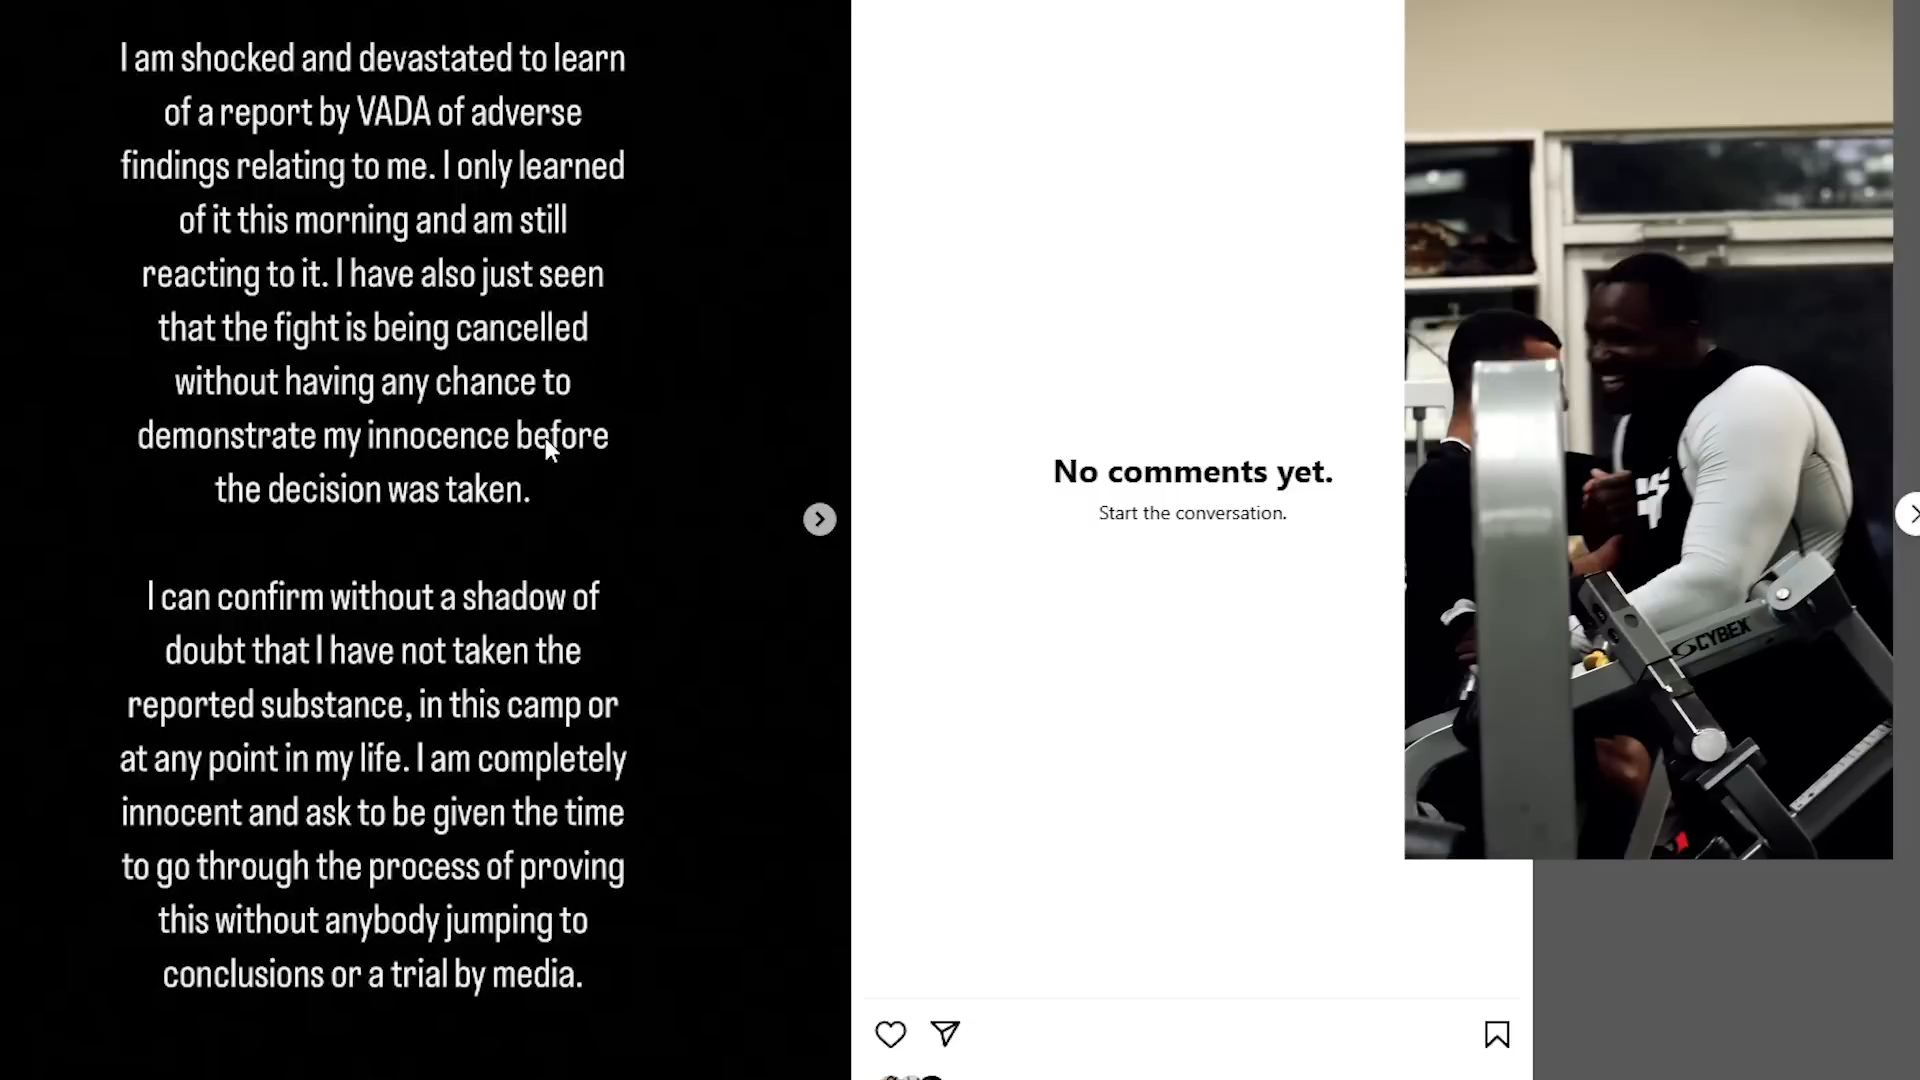 I am shocked and devastated to learn
of a report by VADA of adverse
findings relating to me. I only learned
of it this morning and am still
reacting to it. I have also just seen
that the fight is being cancelled
without having any chance to
demonstrate my innocence before
the decision was taken.
I can confirm without a shadow of
doubt that I have not taken the
reported substance, in this camp or
at any point in my life. I am completely
innocent and ask to be given the time
to go through the process of proving
this without anybody jumping to
conclusions or a trial by media.
No comments yet.
Start the conversation.
CYBEX